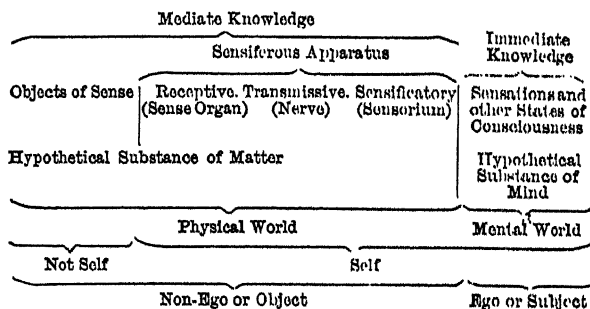 Mediate Knowledge
Immediate
Knowledge
Sensiferous Apparatus
Objects of Sense Receptive. Transmissive. Sensificatory Sensations and
(Sense Organ) (Nerve) (Sensorium) other States of
Consciousness
Hypothetical Substance of Matter Hypothetical
Substance of
Mind
Physical World Mental World
Not Self Self
Non-Ego or Object Ego or Subject